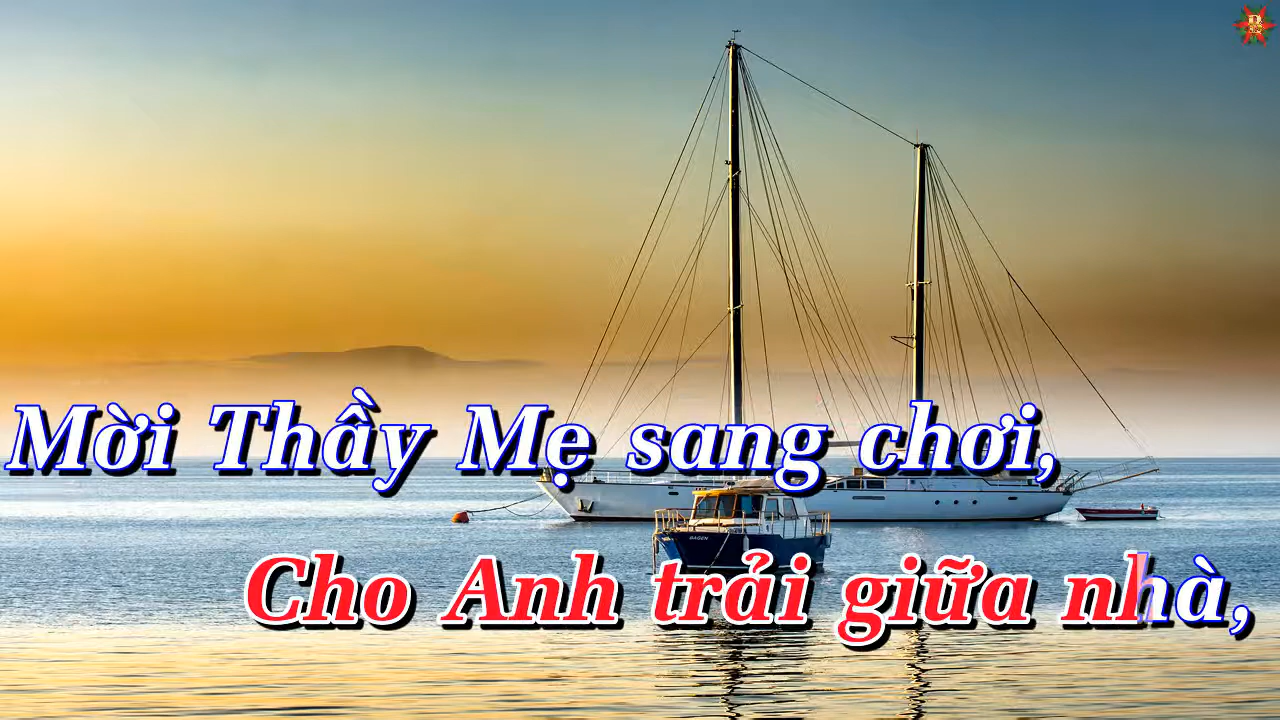 Mời Thầy Mẹ sang chơi,
Cho Anh trải giữa nhà,